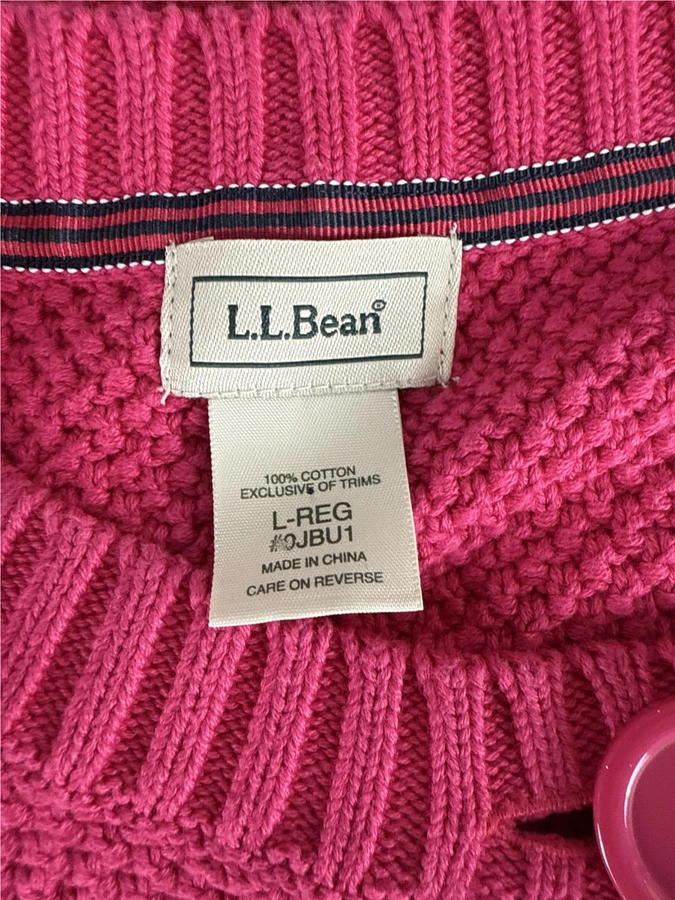 L.L.Bean®
100% COTTON
EXCLUSIVE OF TRIMS
L-REG
#0JBU1
MADE IN CHINA
CARE ON REVERSE